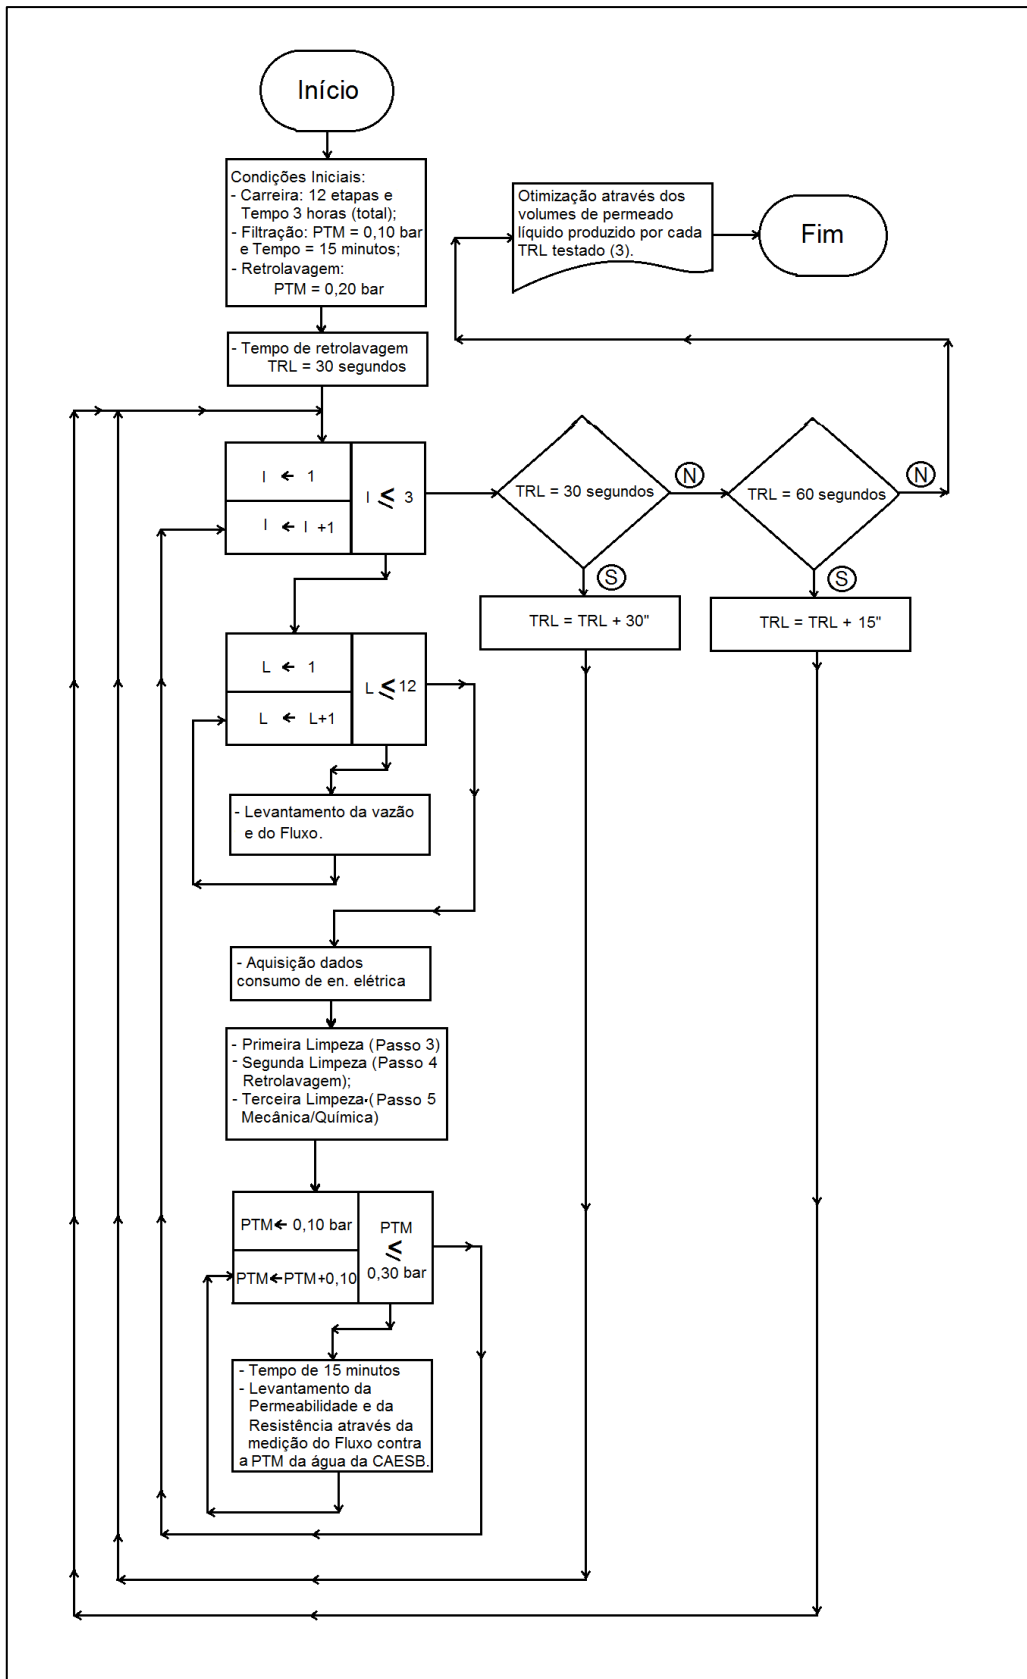 Início
Condições Iniciais:
- Carreira: 12 etapas e
Tempo 3 horas (total);
- Filtração: PTM = 0,10 bar
e Tempo = 15 minutos;
- Retrolavagem:
PTM = 0,20 bar
Otimização através dos
volumes de permeado
líquido produzido por cada
TRL testado (3).
Fim
- Tempo de retrolavagem
TRL = 30 segundos
I ← 1
I ← I +1
I ≤ 3
TRL = 30 segundos
N
S
TRL = 60 segundos
N
S
TRL = TRL + 30"
TRL = TRL + 15"
L ← 1
L ← L+1
L ≤ 12
- Levantamento da vazão
e do Fluxo.
- Aquisição dados
consumo de en. elétrica
- Primeira Limpeza (Passo 3)
- Segunda Limpeza (Passo 4
Retrolavagem);
- Terceira Limpeza·(Passo 5
Mecânica/Química)
PTM← 0,10 bar
PTM←PTM+0,10
PTM
≤
0,30 bar
- Tempo de 15 minutos
- Levantamento da
Permeabilidade e da
Resistência através da
medição do Fluxo contra
a PTM da água da CAESB.